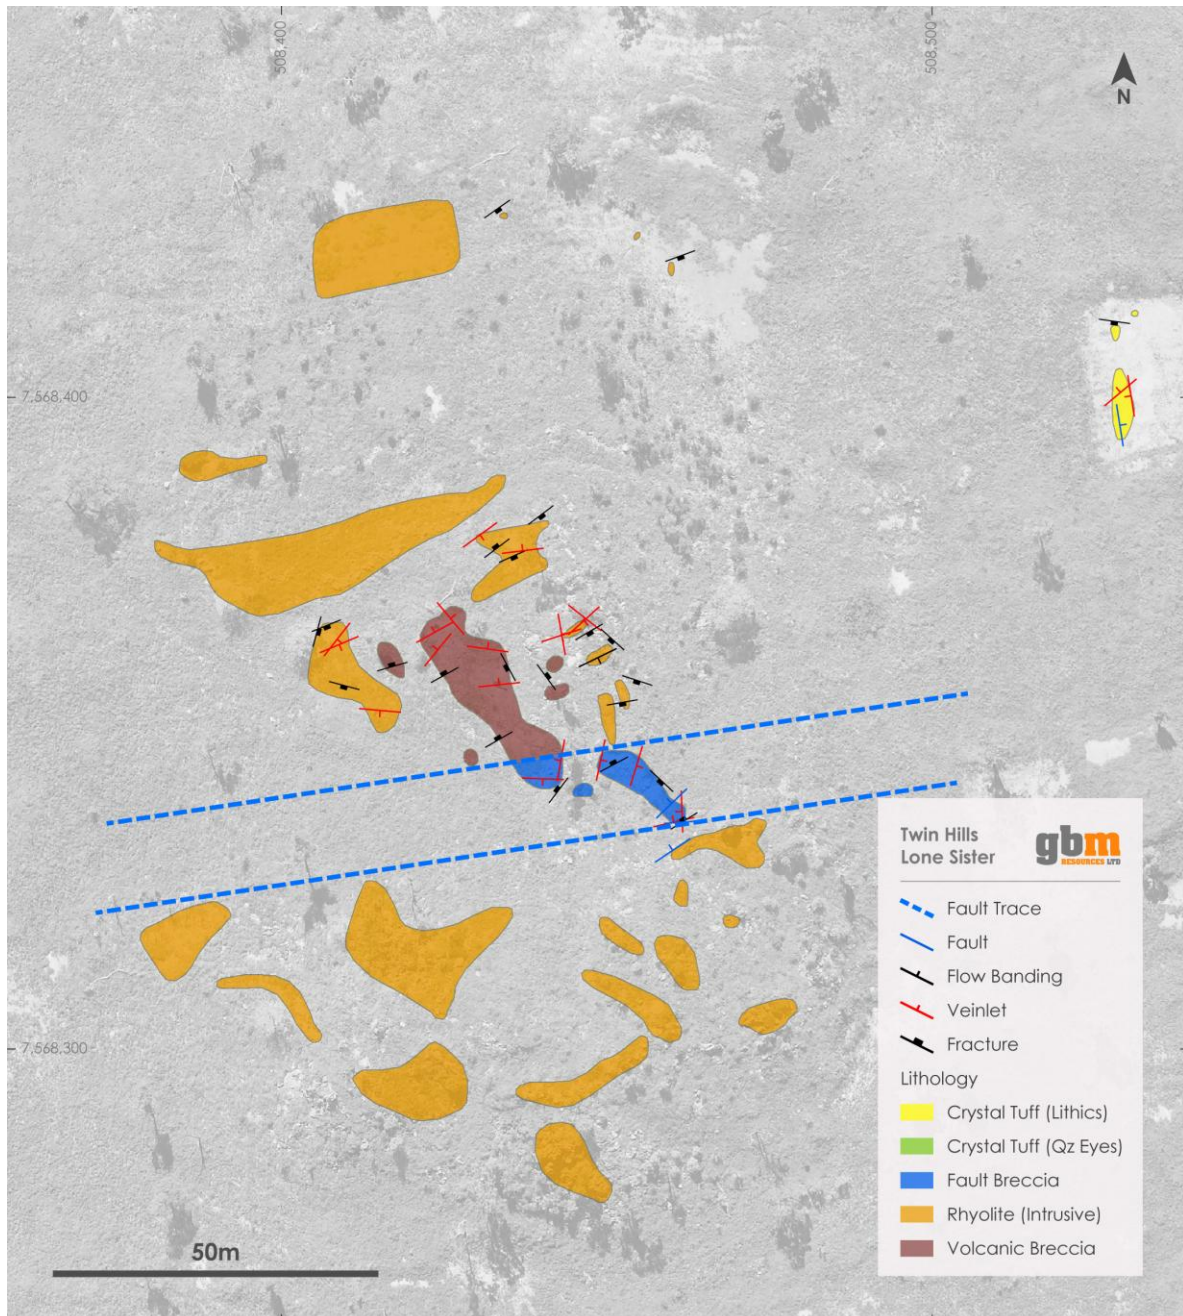 508,400
508,500
N
7,568,400
7,568,300
50m
Twin Hills
Lone Sister
gbm
RESOURCES LTD
Fault Trace
Fault
Flow Banding
Veinlet
Fracture
Lithology
Crystal Tuff (Lithics)
Crystal Tuff (Qz Eyes)
Fault Breccia
Rhyolite (Intrusive)
Volcanic Breccia